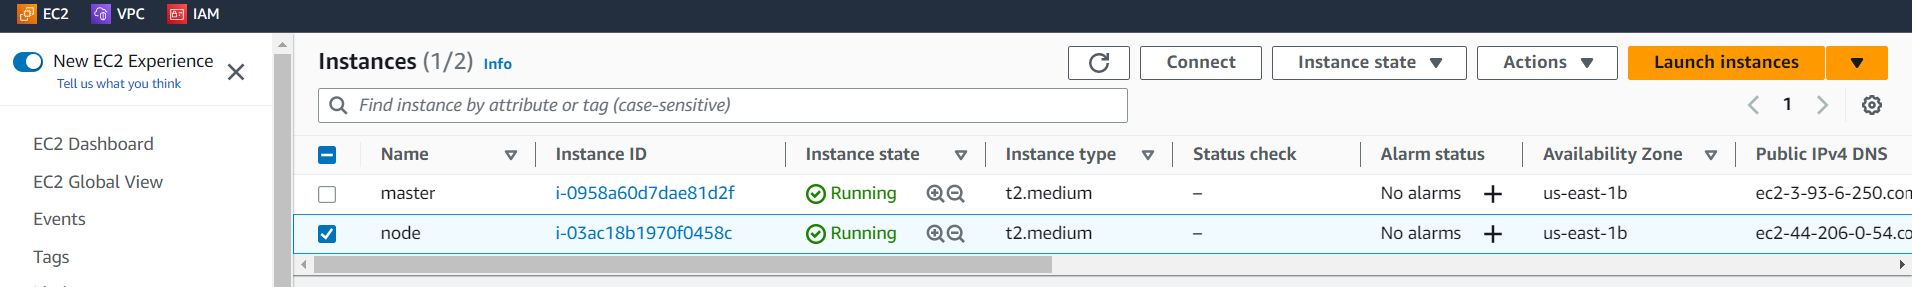 EC2 VPC IAM
New EC2 Experience
Tell us what you think
EC2 Dashboard
EC2 Global View
Events
Tags
Instances (1/2) Info
Connect Instance state Actions Launch instances
Find instance by attribute or tag (case-sensitive)
1
Name Instance ID Instance state Instance type Status check Alarm status Availability Zone Public IPv4 DNS
master i-0958a60d7dae81d2f Running t2.medium – No alarms + us-east-1b ec2-3-93-6-250.con
node i-03ac18b1970f0458c Running t2.medium – No alarms + us-east-1b ec2-44-206-0-54.co